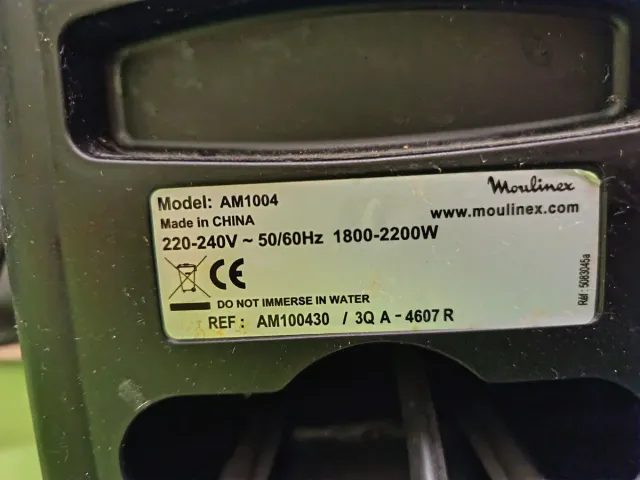 Moulinex
Model: AM1004
Made in CHINA
www.moulinex.com
220-240V ~ 50/60Hz 1800-2200W
CE
DO NOT IMMERSE IN WATER
REF: AM100430 / 3Q A - 4607 R
Réf: 5083045a